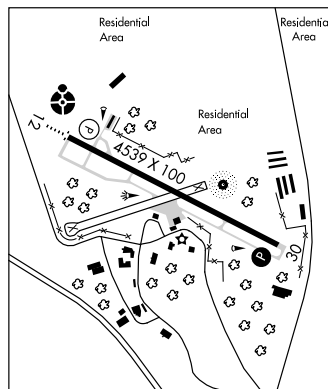 Residential
Area
Residential
Area
Residential
Area
12
4539 X 100
P
P
30